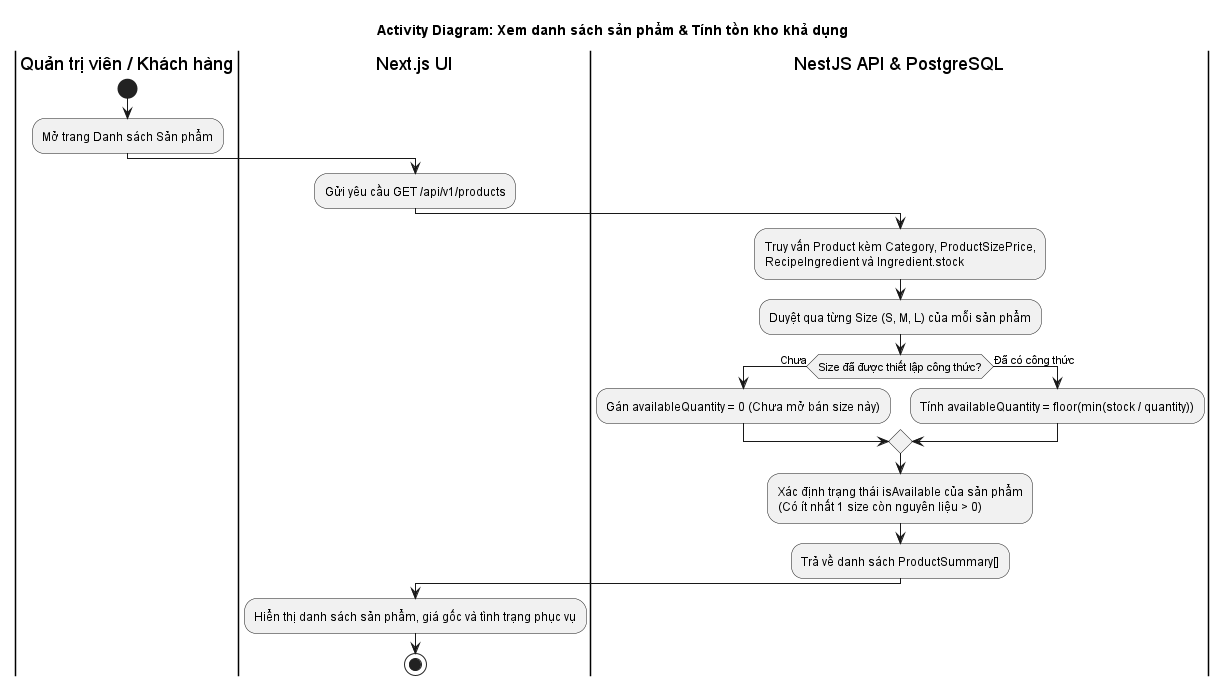 Activity Diagram: Xem danh sách sản phẩm & Tính tồn kho khả dụng
Quản trị viên / Khách hàng
Next.js UI
NestJS API & PostgreSQL
Mở trang Danh sách Sản phẩm
Gửi yêu cầu GET /api/v1/products
Truy vấn Product kèm Category, ProductSizePrice,
RecipeIngredient và Ingredient.stock
Duyệt qua từng Size (S, M, L) của mỗi sản phẩm
Chưa
Size đã được thiết lập công thức?
Đã có công thức
Gán availableQuantity = 0 (Chưa mở bán size này)
Tính availableQuantity = floor(min(stock / quantity))
Xác định trạng thái isAvailable của sản phẩm
(Có ít nhất 1 size còn nguyên liệu > 0)
Trả về danh sách ProductSummary[]
Hiển thị danh sách sản phẩm, giá gốc và tình trạng phục vụ